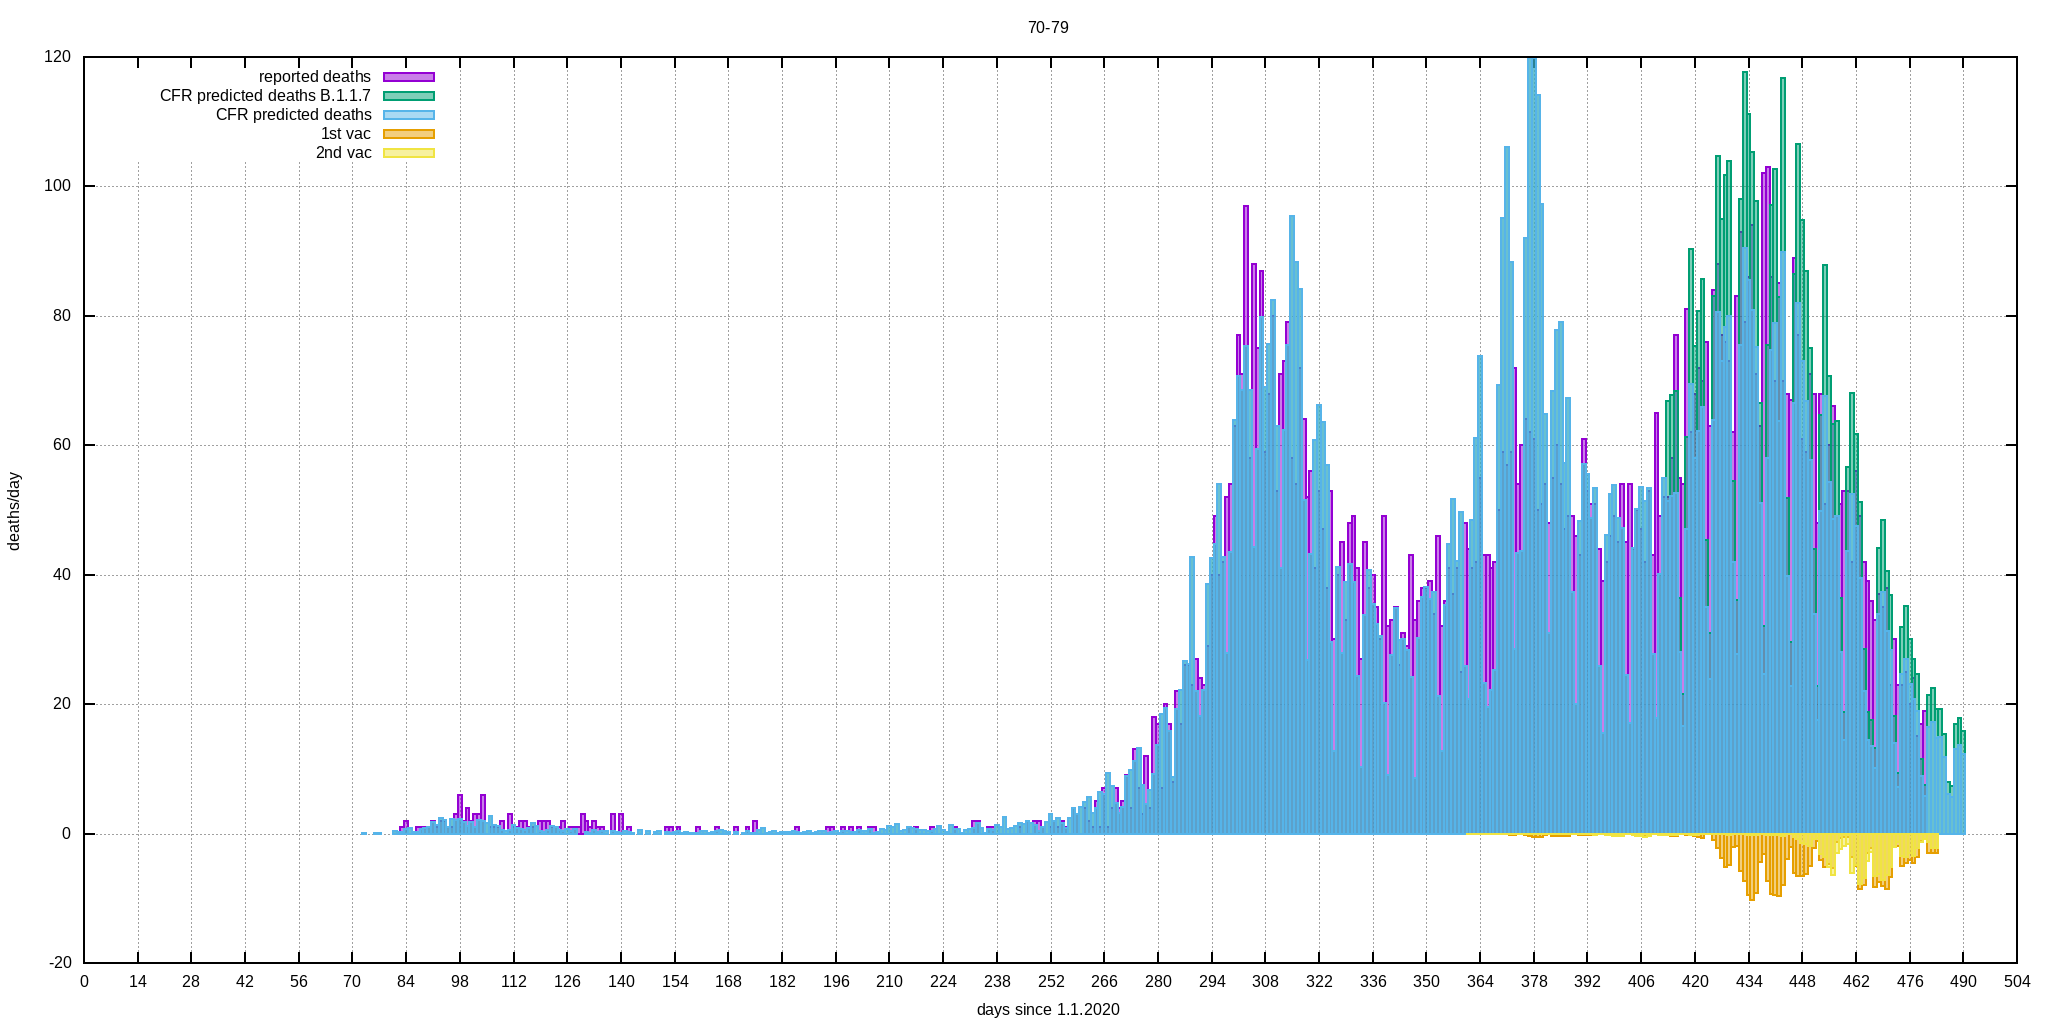 70-79
reported deaths
CFR predicted deaths B.1.1.7
CFR predicted deaths
1st vac
2nd vac
120
100
80
60
40
20
0
-20
deaths/day
0 14 28 42 56 70 84 98 112 126 140 154 168 182 196 210 224 238 252 266 280 294 308 322 336 350 364 378 392 406 420 434 448 462 476 490 504
days since 1.1.2020